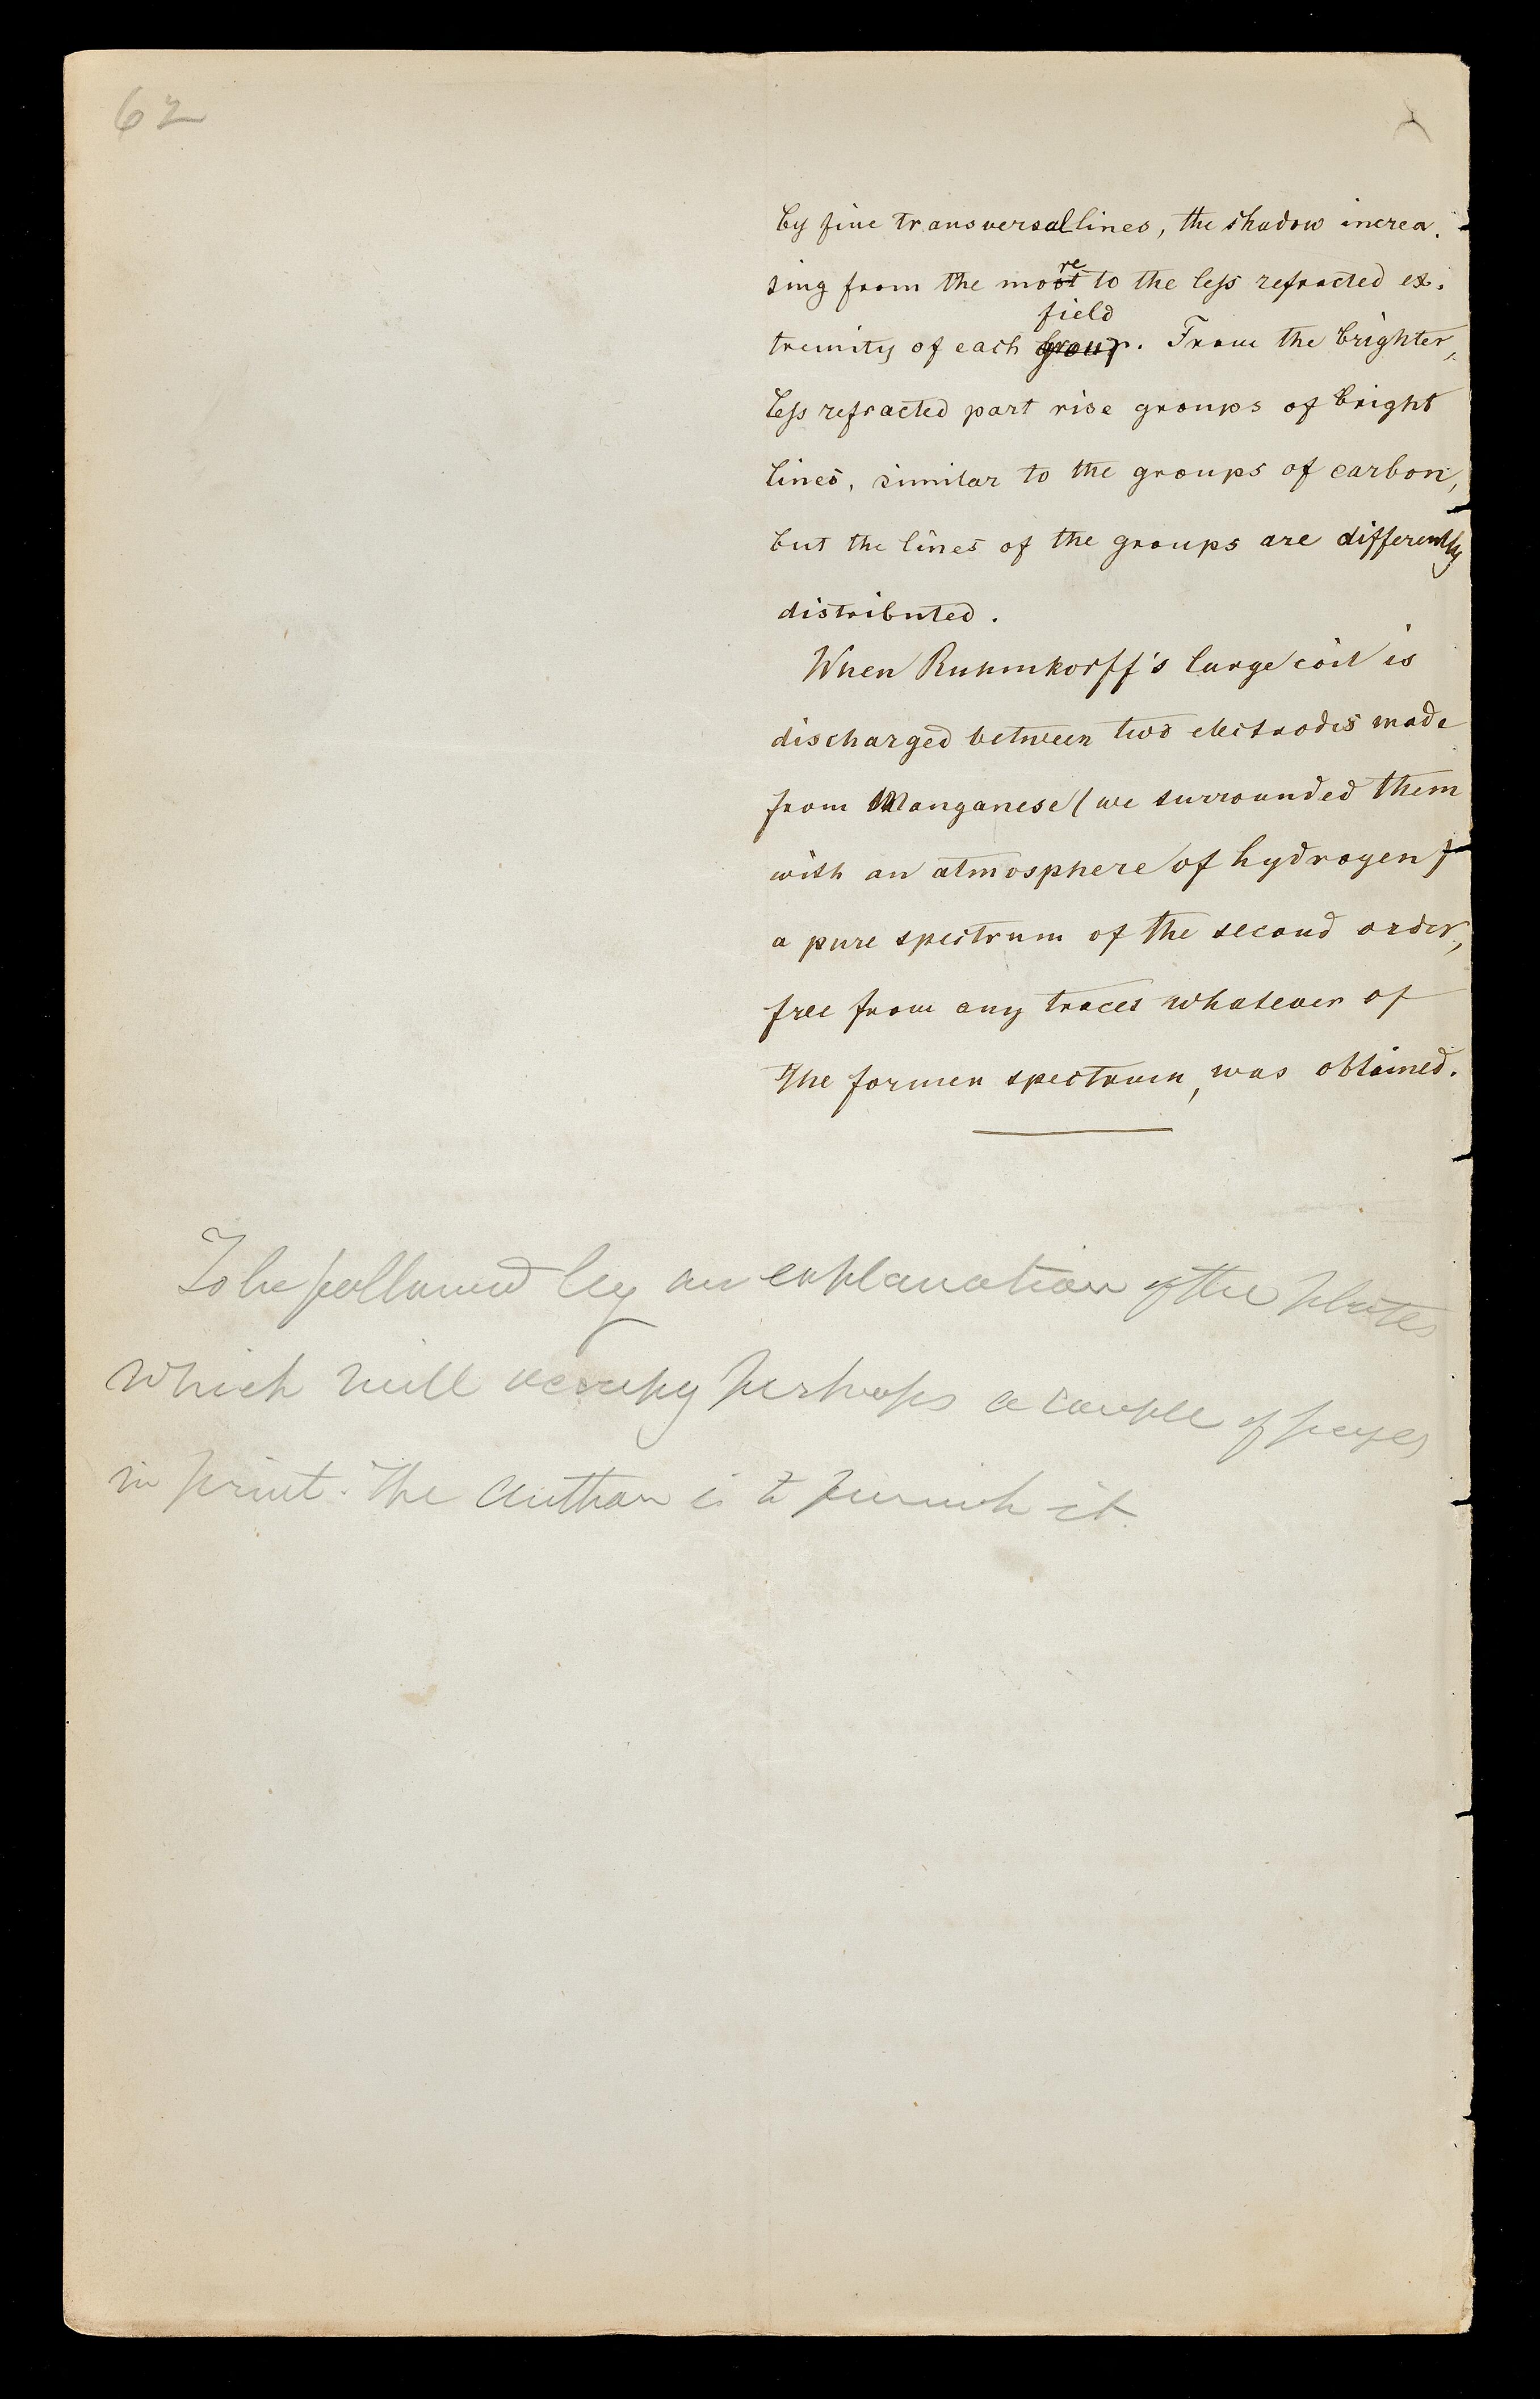 62
by fine transversal lines, the shadow increa.
sing from the more to the less refracted ex.
tremity of each field. From the brighter,
less refracted part rise groups of bright
lines, similar to the groups of carbon,
but the lines of the groups are differently
distributed.
When Ruhmkorff's large coil is
discharged between two electrodes made
from Manganese (we surrounded them
with an atmosphere of hydrogen)
a pure spectrum of the second order,
free from any traces whatever of
the former spectrum, was obtained.
To be followed by an explanation of the plates
which will occupy perhaps a couple of pages
in print. The author is to furnish it.